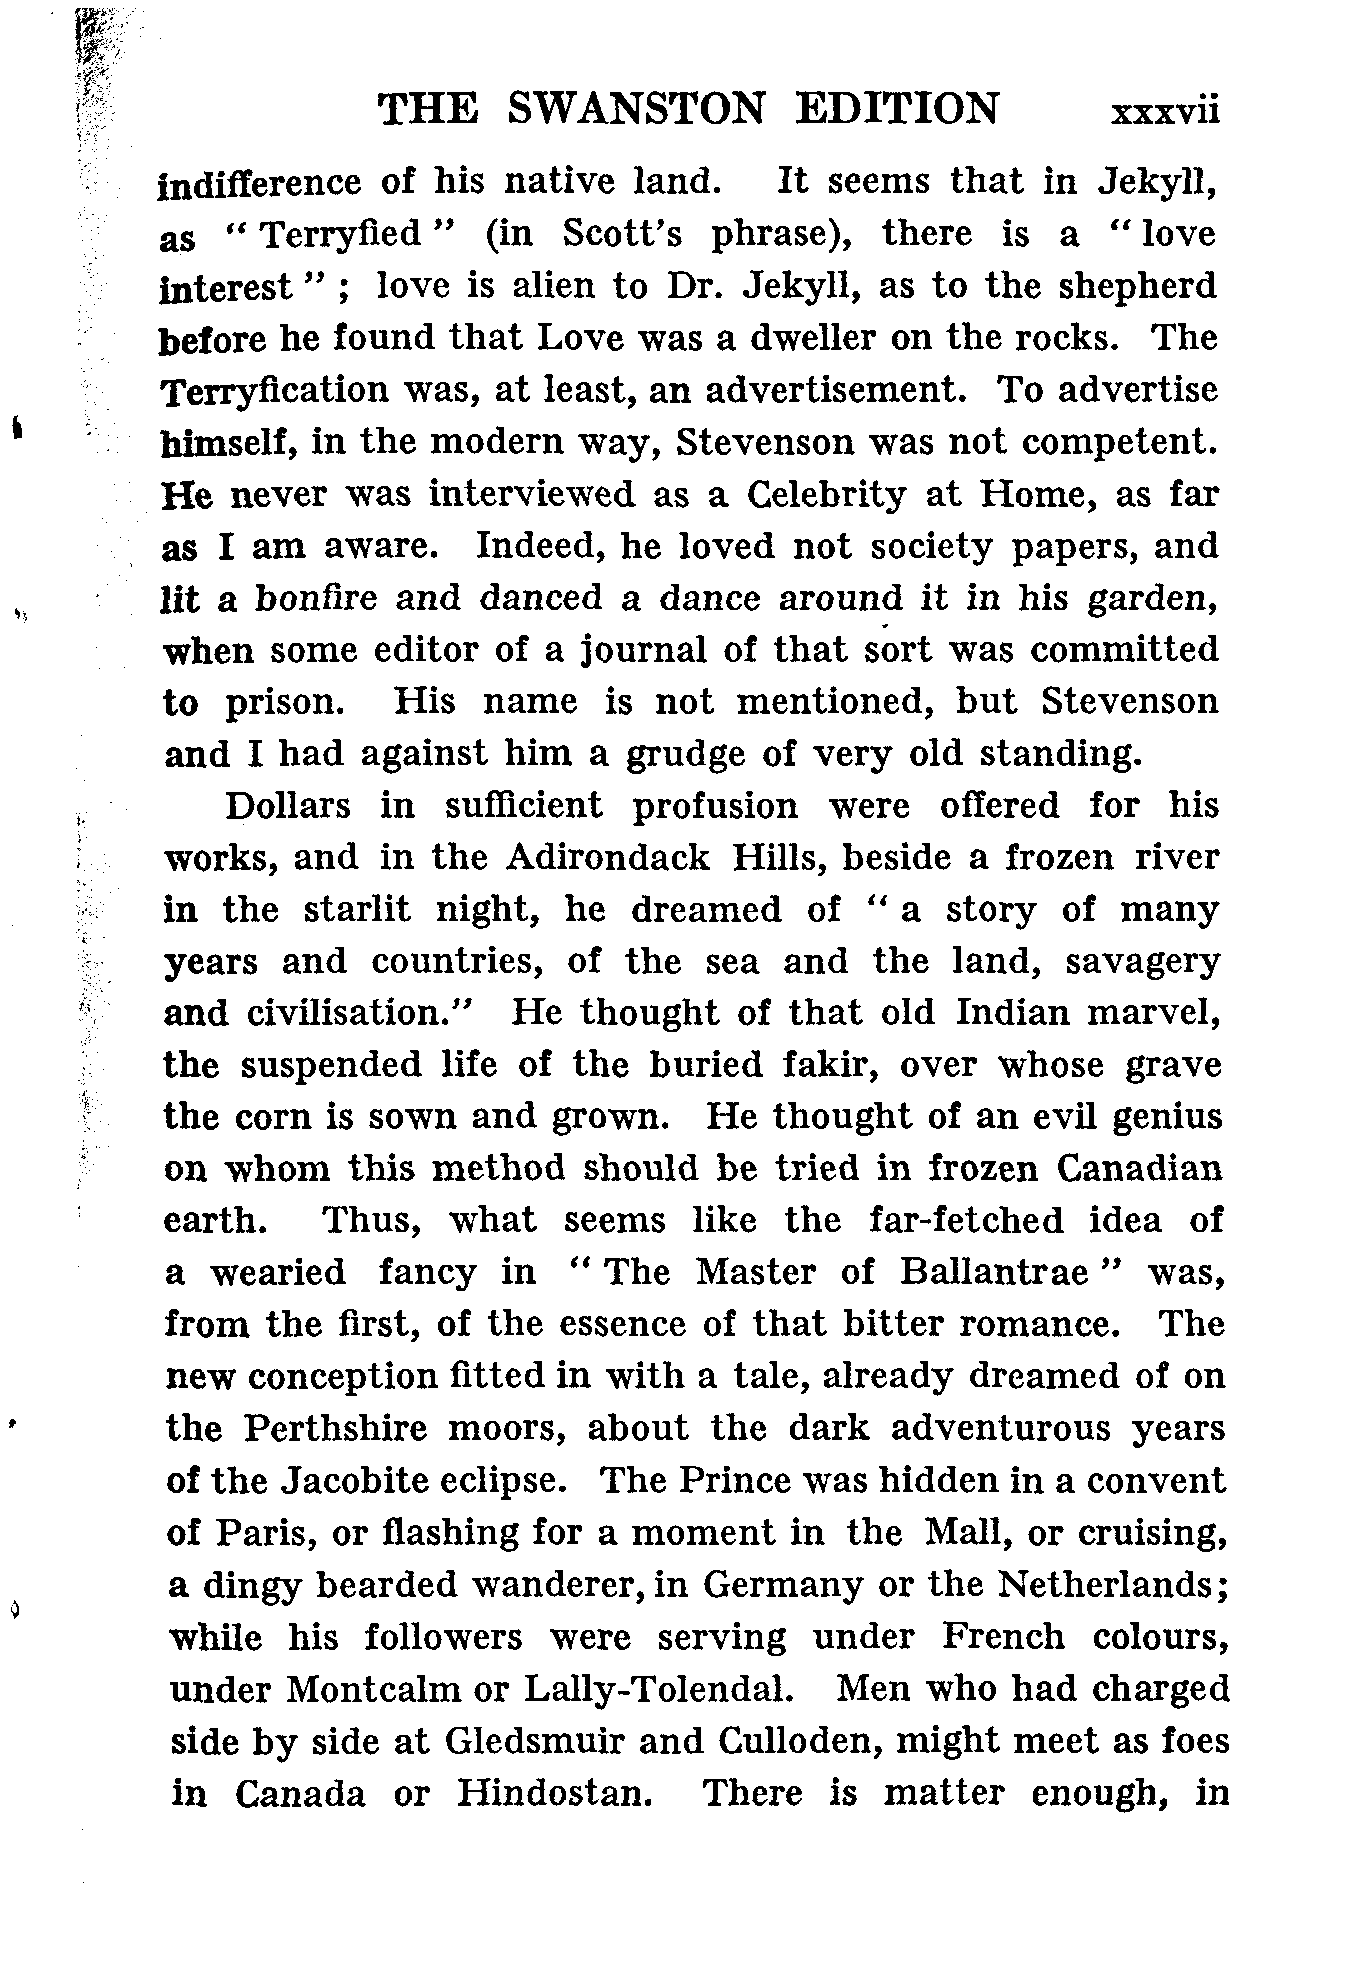 THE SWANSTON EDITION xxxvii
indifference of his native land. It seems that in Jekyll,
as " Terryfied " (in Scott's phrase), there is a " love
interest " ; love is alien to Dr. Jekyll, as to the shepherd
before he found that Love was a dweller on the rocks. The
Terryfication was, at least, an advertisement. To advertise
himself, in the modern way, Stevenson was not competent.
He never was interviewed as a Celebrity at Home, as far
as I am aware. Indeed, he loved not society papers, and
lit a bonfire and danced a dance around it in his garden,
when some editor of a journal of that sort was committed
to prison. His name is not mentioned, but Stevenson
and I had against him a grudge of very old standing.
Dollars in sufficient profusion were offered for his
works, and in the Adirondack Hills, beside a frozen river
in the starlit night, he dreamed of " a story of many
years and countries, of the sea and the land, savagery
and civilisation." He thought of that old Indian marvel,
the suspended life of the buried fakir, over whose grave
the corn is sown and grown. He thought of an evil genius
on whom this method should be tried in frozen Canadian
earth. Thus, what seems like the far-fetched idea of
a wearied fancy in " The Master of Ballantrae " was,
from the first, of the essence of that bitter romance. The
new conception fitted in with a tale, already dreamed of on
the Perthshire moors, about the dark adventurous years
of the Jacobite eclipse. The Prince was hidden in a convent
of Paris, or flashing for a moment in the Mall, or cruising,
a dingy bearded wanderer, in Germany or the Netherlands;
while his followers were serving under French colours,
under Montcalm or Lally-Tolendal. Men who had charged
side by side at Gledsmuir and Culloden, might meet as foes
in Canada or Hindostan. There is matter enough, in